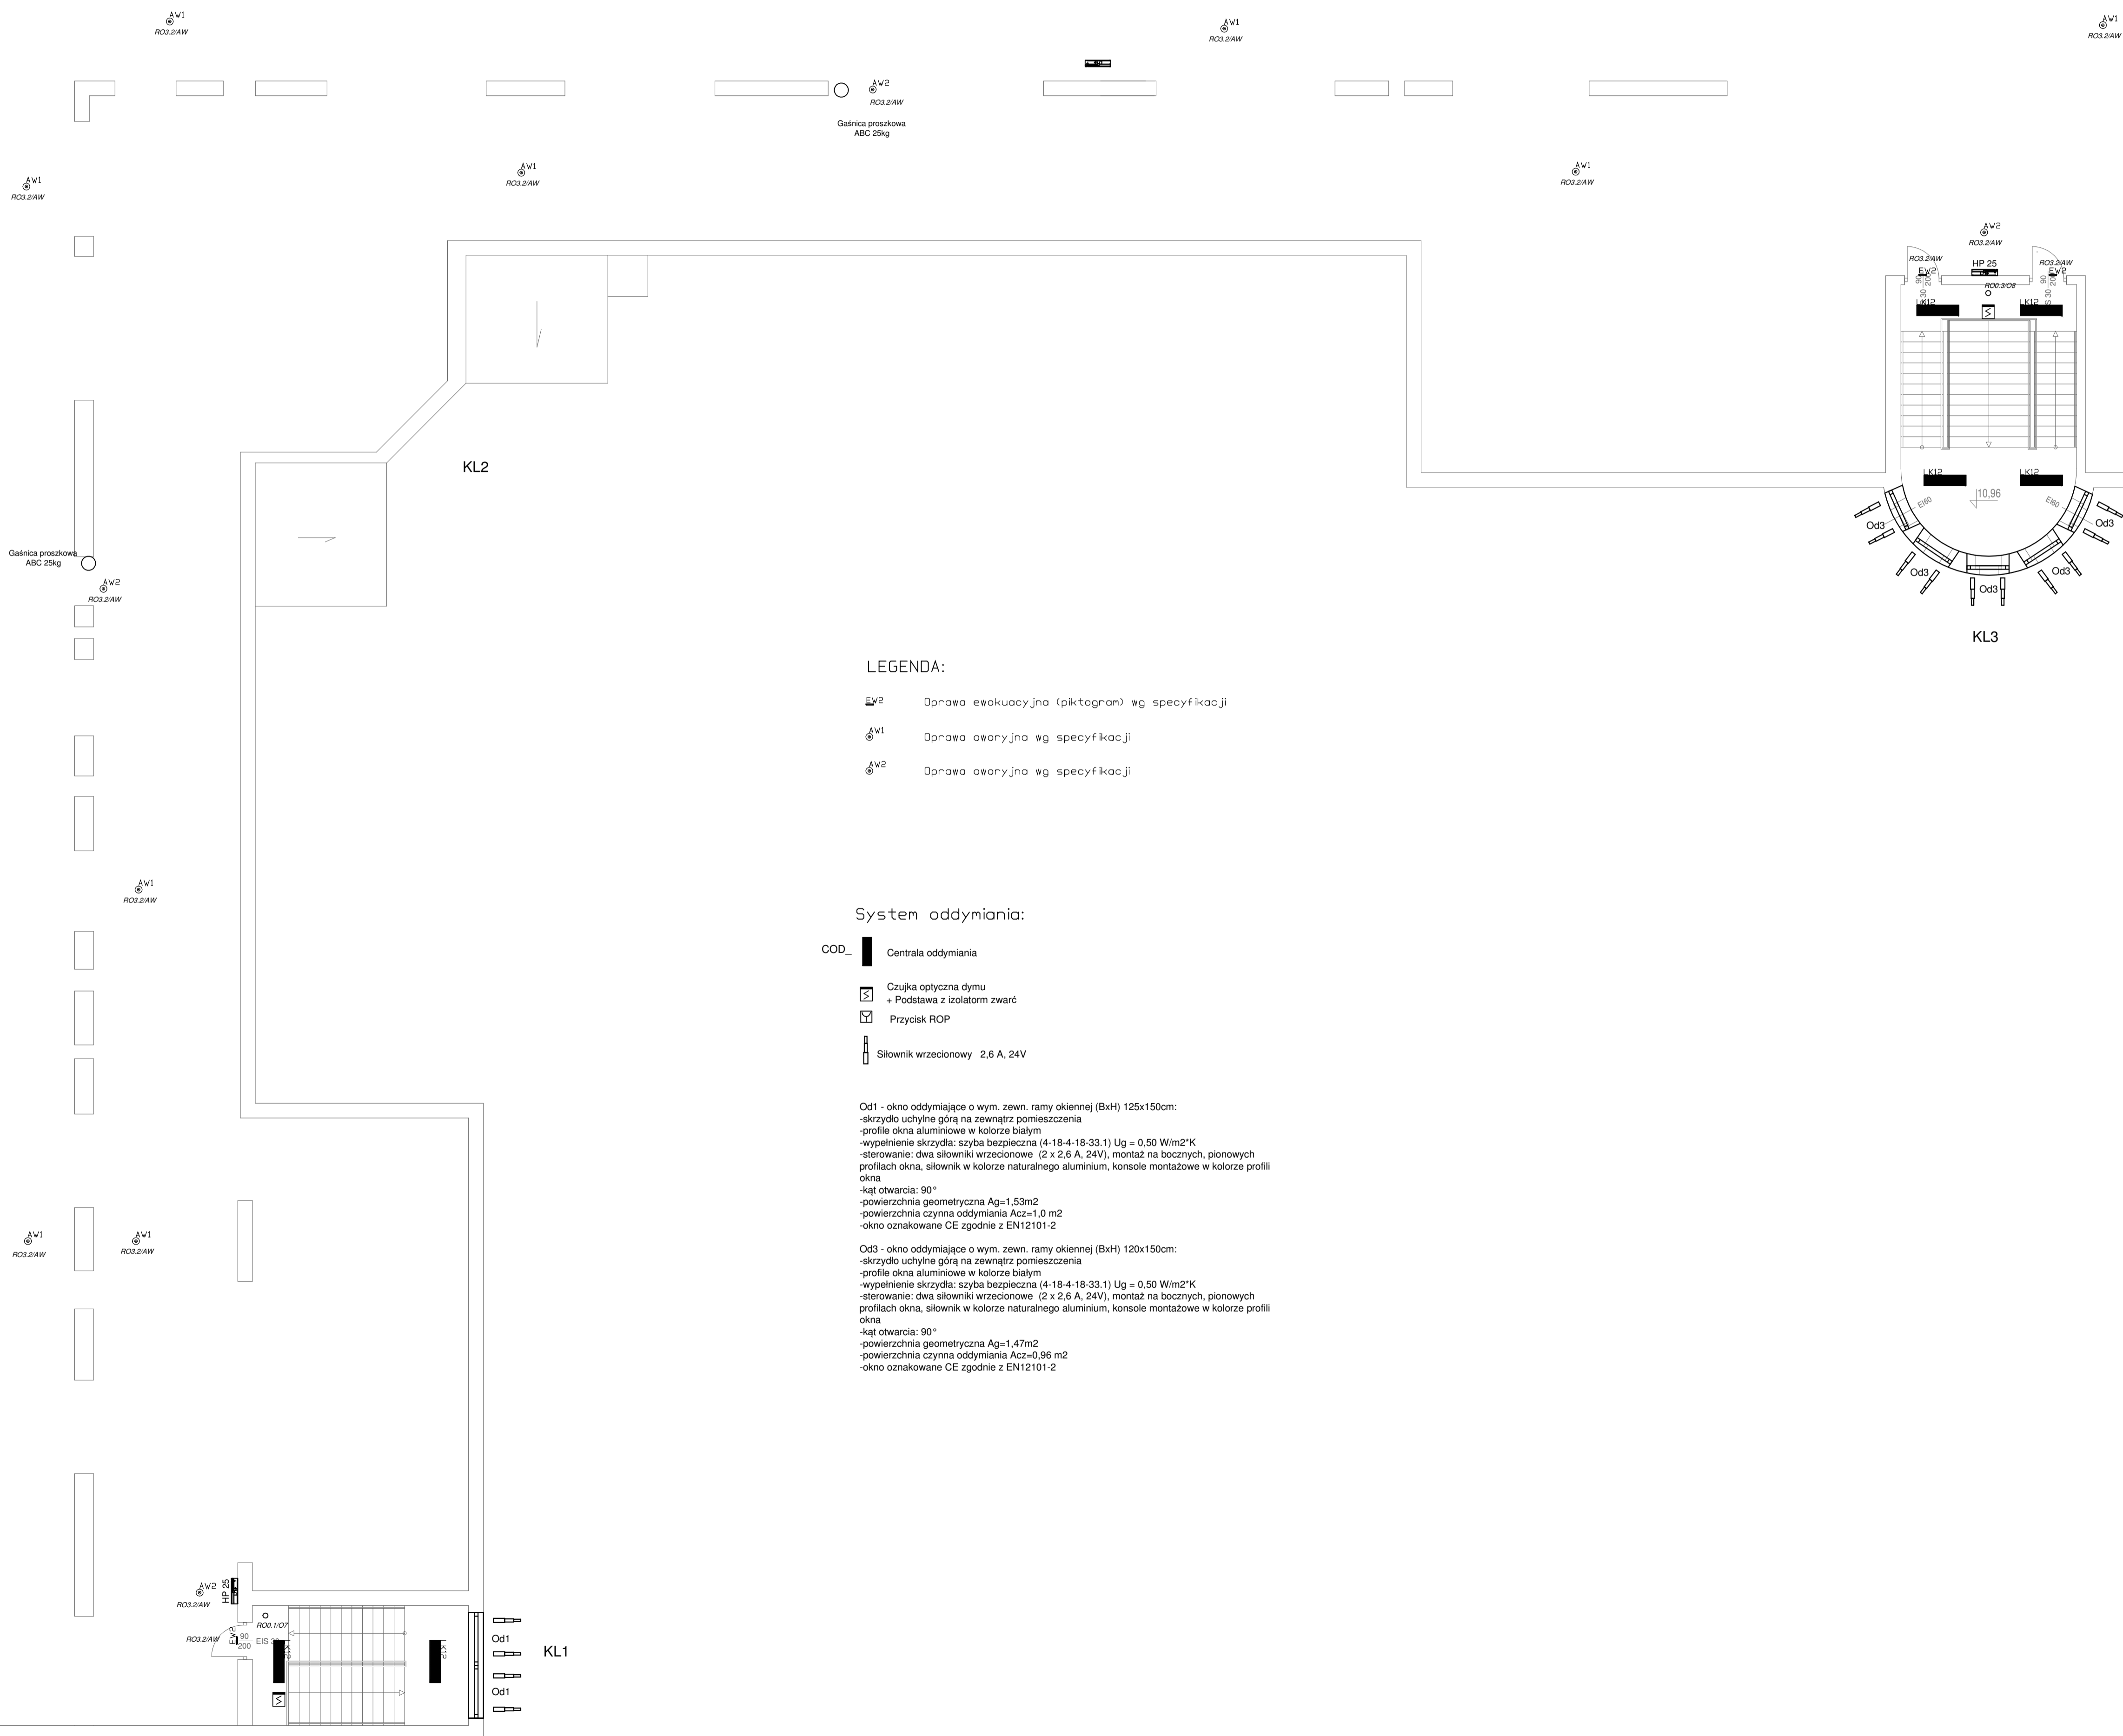 AW1
RO3.2/AW
AW1
RO3.2/AW
AW1
RO3.2/AW
AW2
RO3.2/AW
Gaśnica proszkowa
ABC 25kg
AW1
RO3.2/AW
AW1
RO3.2/AW
AW1
RO3.2/AW
AW2
RO3.2/AW
RO3.2/AW
HP 25
RO3.2/AW
EW2
EW2
90
200
RO0.3/O8
90
200
LK12
LK12
KL2
LK12
LK12
10,96
EI60
EI60
Od3
Od3
Od3
Od3
Od3
KL3
Gaśnica proszkowa
ABC 25kg
AW2
RO3.2/AW
LEGENDA:
EW2 Oprawa ewakuacyjna (piktogram) wg specyfikacji
AW1 Oprawa awaryjna wg specyfikacji
AW2 Oprawa awaryjna wg specyfikacji
AW1
RO3.2/AW
System oddymiania:
COD_ Centrala oddymiania
Czujka optyczna dymu
+ Podstawa z izolatorm zwarć
Przycisk ROP
Siłownik wrzecionowy 2,6 A, 24V
Od1 - okno oddymiające o wym. zewn. ramy okiennej (BxH) 125x150cm:
-skrzydło uchylne górą na zewnątrz pomieszczenia
-profile okna aluminiowe w kolorze białym
-wypełnienie skrzydła: szyba bezpieczna (4-18-4-18-33.1) Ug = 0,50 W/m2*K
-sterowanie: dwa siłowniki wrzecionowe (2 x 2,6 A, 24V), montaż na bocznych, pionowych
profilach okna, siłownik w kolorze naturalnego aluminium, konsole montażowe w kolorze profili
okna
-kąt otwarcia: 90°
-powierzchnia geometryczna Ag=1,53m2
-powierzchnia czynna oddymiania Acz=1,0 m2
-okno oznakowane CE zgodnie z EN12101-2
Od3 - okno oddymiające o wym. zewn. ramy okiennej (BxH) 120x150cm:
-skrzydło uchylne górą na zewnątrz pomieszczenia
-profile okna aluminiowe w kolorze białym
-wypełnienie skrzydła: szyba bezpieczna (4-18-4-18-33.1) Ug = 0,50 W/m2*K
-sterowanie: dwa siłowniki wrzecionowe (2 x 2,6 A, 24V), montaż na bocznych, pionowych
profilach okna, siłownik w kolorze naturalnego aluminium, konsole montażowe w kolorze profili
okna
-kąt otwarcia: 90°
-powierzchnia geometryczna Ag=1,47m2
-powierzchnia czynna oddymiania Acz=0,96 m2
-okno oznakowane CE zgodnie z EN12101-2
AW1
RO3.2/AW
AW1
RO3.2/AW
AW2
RO3.2/AW
HP 25
RO0.1/O7
RO3.2/AW
EW2
90
200
EIS
LK12
LK12
Od1
Od1
KL1